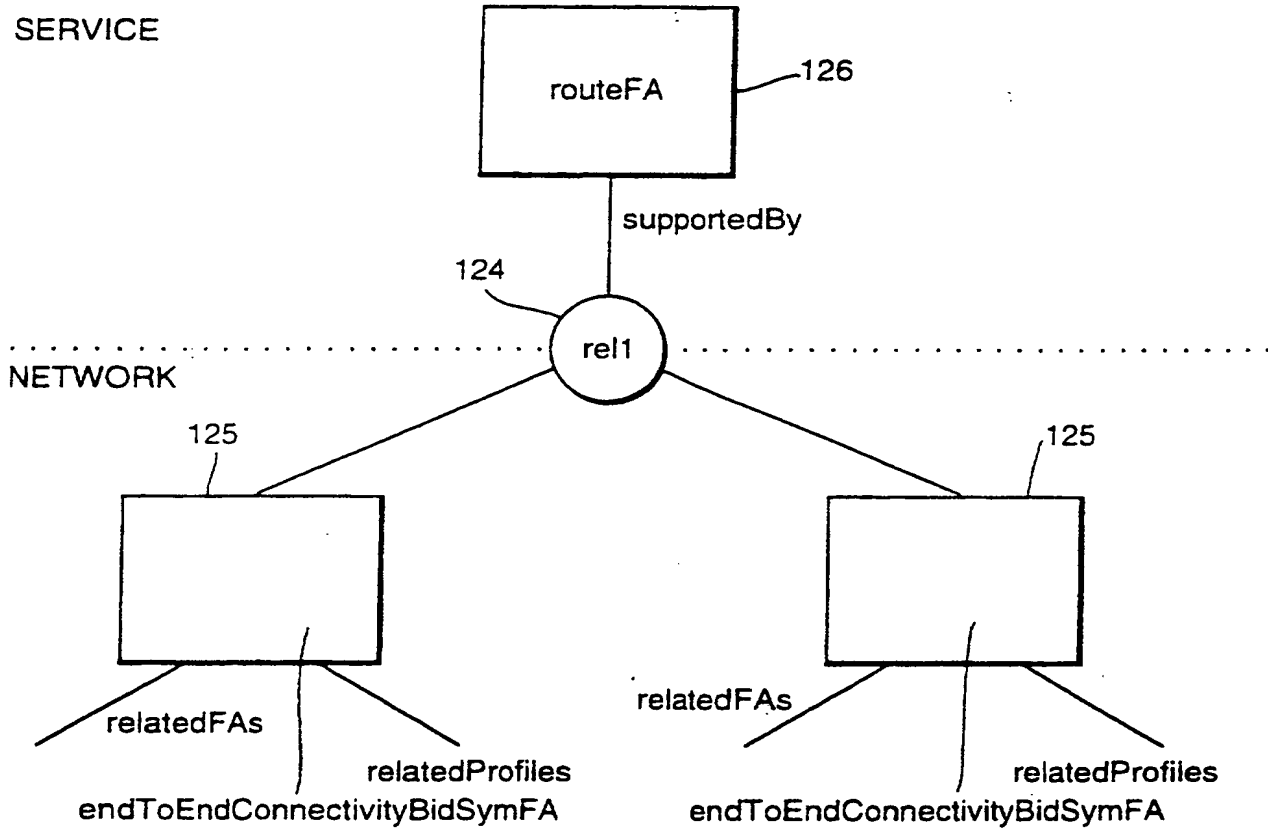 SERVICE
routeFA
126
supportedBy
124
rel1
NETWORK
125
125
relatedFAs
relatedProfiles
endToEndConnectivityBidSymFA
relatedFAs
relatedProfiles
endToEndConnectivityBidSymFA